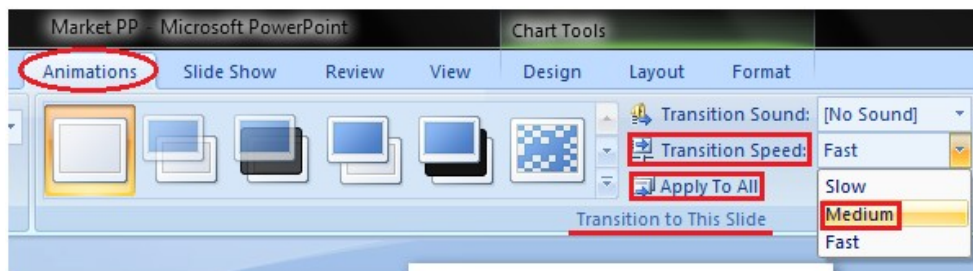 Market PP - Microsoft PowerPoint Chart Tools
Animations Slide Show Review View Design Layout Format
Transition Sound: [No Sound]
Transition Speed: Fast
Apply To All
Slow
Medium
Fast
Transition to This Slide